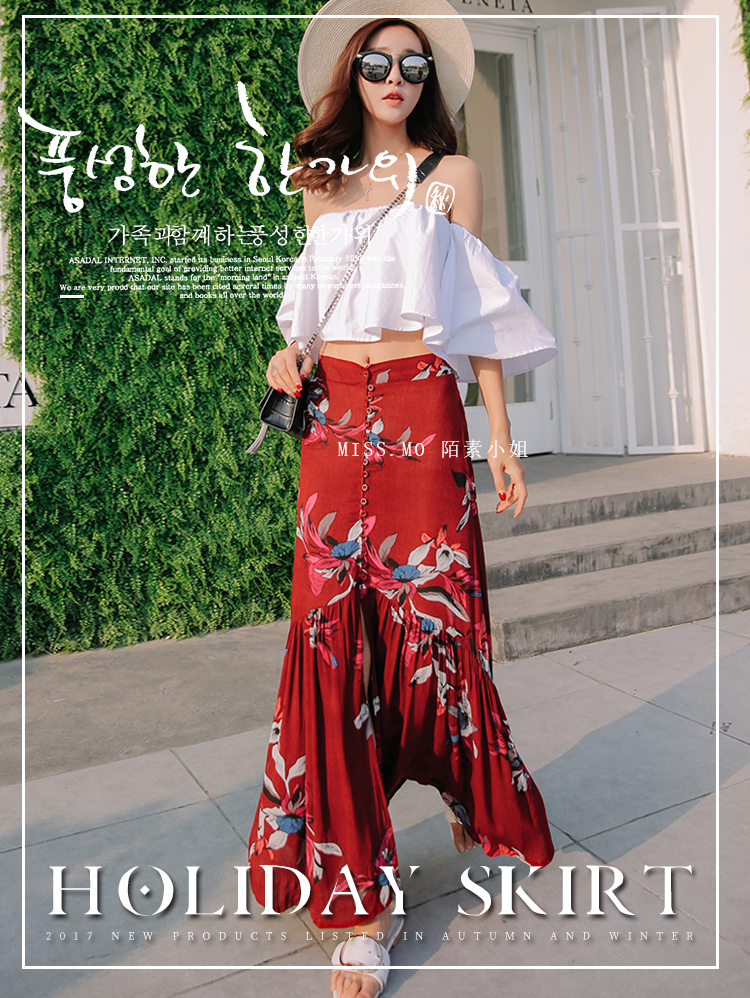 ENETA
풍성한 한가위
가족과 함께하는 풍성한 한가위
ASADAL INTERNET, INC. started its business in Seoul Korea in February 1998 with the
fundamental goal of providing better internet services to the world.
ASADAL stands for the "morning land" in ancient Korean.
We are very proud that our site has been cited several times by many newspapers, magazines,
and books all over the world.
TA
MISS.MO 陌素小姐
HOLIDAY SKIRT
2017 NEW PRODUCTS LISTED IN AUTUMN AND WINTER